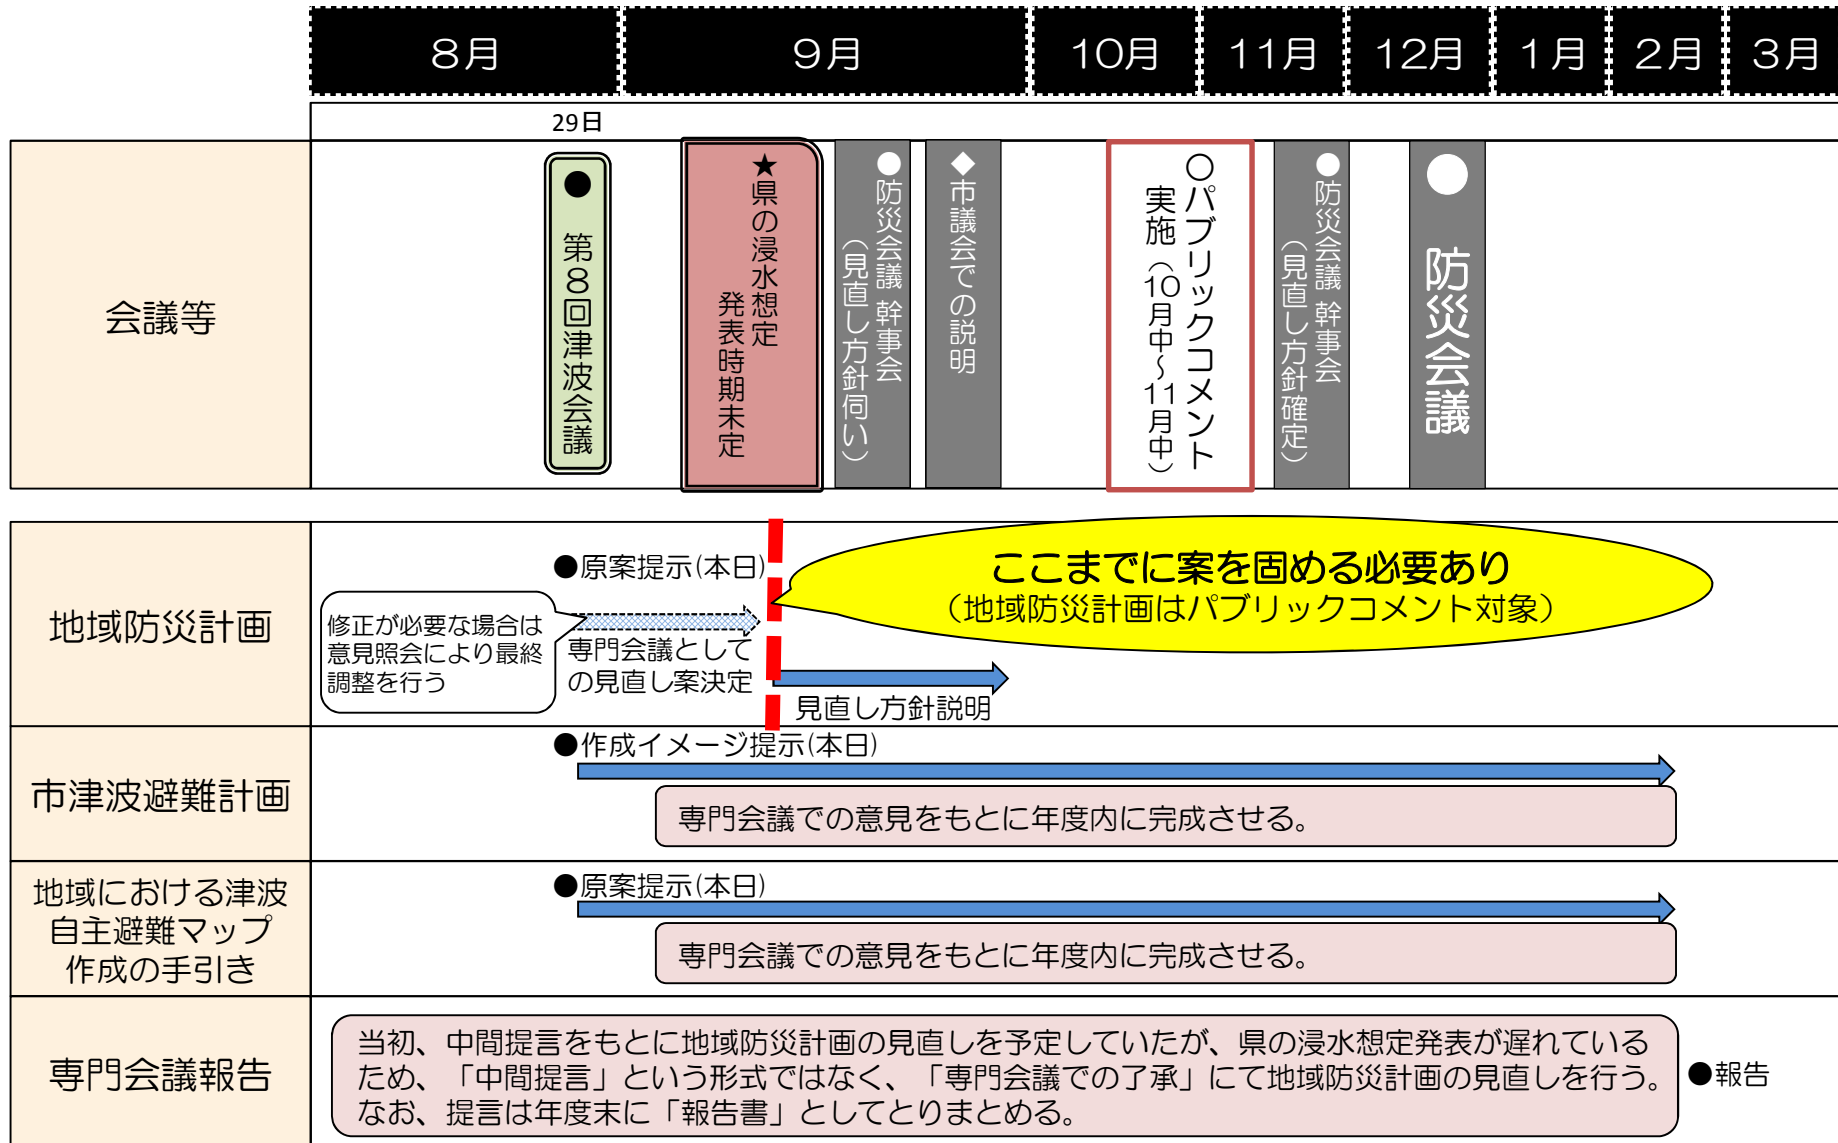 8月
9月
10月
11月
12月
1月
2月
3月
29日
会議等
● 第8回津波会議
★県の浸水想定
発表時期未定
●防災会議 幹事会
(見直し方針伺い)
◆市議会での説明
○パブリックコメント
実施(10月中~11月中)
●防災会議 幹事会
(見直し方針確定)
● 防災会議
地域防災計画
●原案提示(本日)
修正が必要な場合は
意見照会により最終
調整を行う
専門会議として
の見直し案決定
ここまでに案を固める必要あり
(地域防災計画はパブリックコメント対象)
見直し方針説明
市津波避難計画
●作成イメージ提示(本日)
専門会議での意見をもとに年度内に完成させる。
地域における津波
自主避難マップ
作成の手引き
●原案提示(本日)
専門会議での意見をもとに年度内に完成させる。
専門会議報告
当初、中間提言をもとに地域防災計画の見直しを予定していたが、県の浸水想定発表が遅れている
ため、「中間提言」という形式ではなく、「専門会議での了承」にて地域防災計画の見直しを行う。
なお、提言は年度末に「報告書」としてとりまとめる。
●報告